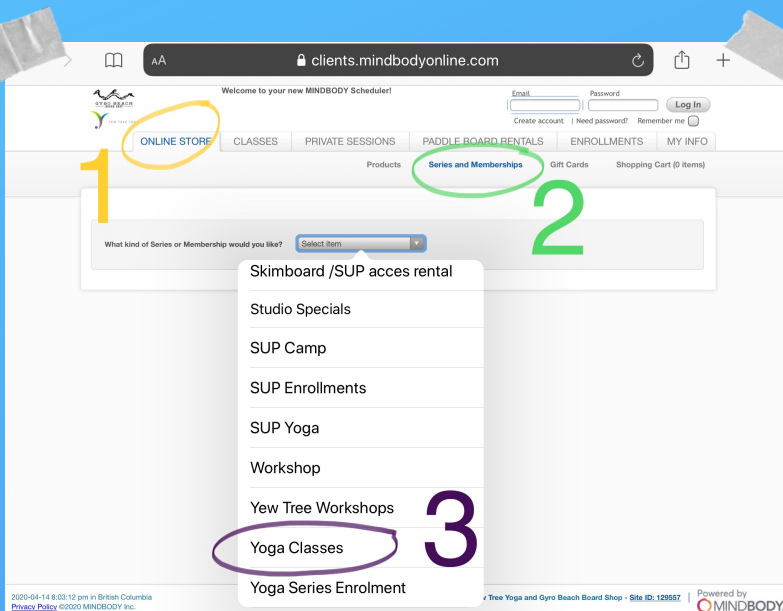 AA clients.mindbodyonline.com
GYRO BEACH
Welcome to your new MINDBODY Scheduler!
Email Password
Log In
Create account | Need password? Remember me
ONLINE STORE CLASSES PRIVATE SESSIONS PADDLE BOARD RENTALS ENROLLMENTS MY INFO
Products Series and Memberships Gift Cards Shopping Cart (0 items)
1
2
What kind of Series or Membership would you like? Select item
Skimboard /SUP acces rental
Studio Specials
SUP Camp
SUP Enrollments
SUP Yoga
Workshop
Yew Tree Workshops
3
Yoga Classes
Yoga Series Enrolment
2020-04-14 8:03:12 pm in British Columbia
Privacy Policy ©2020 MINDBODY Inc.
Tree Yoga and Gyro Beach Board Shop - Site ID: 129557 | Powered by
MINDBODY